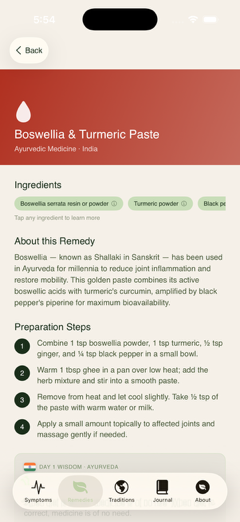 5:54
Back
Boswellia & Turmeric Paste
Ayurvedic Medicine · India
Ingredients
Boswellia serrata resin or powder ⓘ
Turmeric powder ⓘ
Black pe
Tap any ingredient to learn more
About this Remedy
Boswellia — known as Shallaki in Sanskrit — has been used
in Ayurveda for millennia to reduce joint inflammation and
restore mobility. This golden paste combines its active
boswellic acids with turmeric's curcumin, amplified by black
pepper's piperine for maximum bioavailability.
Preparation Steps
1 Combine 1 tsp boswellia powder, 1 tsp turmeric, ½ tsp
ginger, and ¼ tsp black pepper in a small bowl.
2 Warm 1 tbsp ghee in a pan over low heat; add the
herb mixture and stir into a smooth paste.
3 Remove from heat and let cool slightly. Take ½ tsp of
the paste with warm water or milk.
4 Apply a small amount topically to affected joints and
massage gently if needed.
DAY 1 WISDOM · AYURVEDA
Symptoms
Remedies
Traditions
Journal
About
correct, medicine is of no need